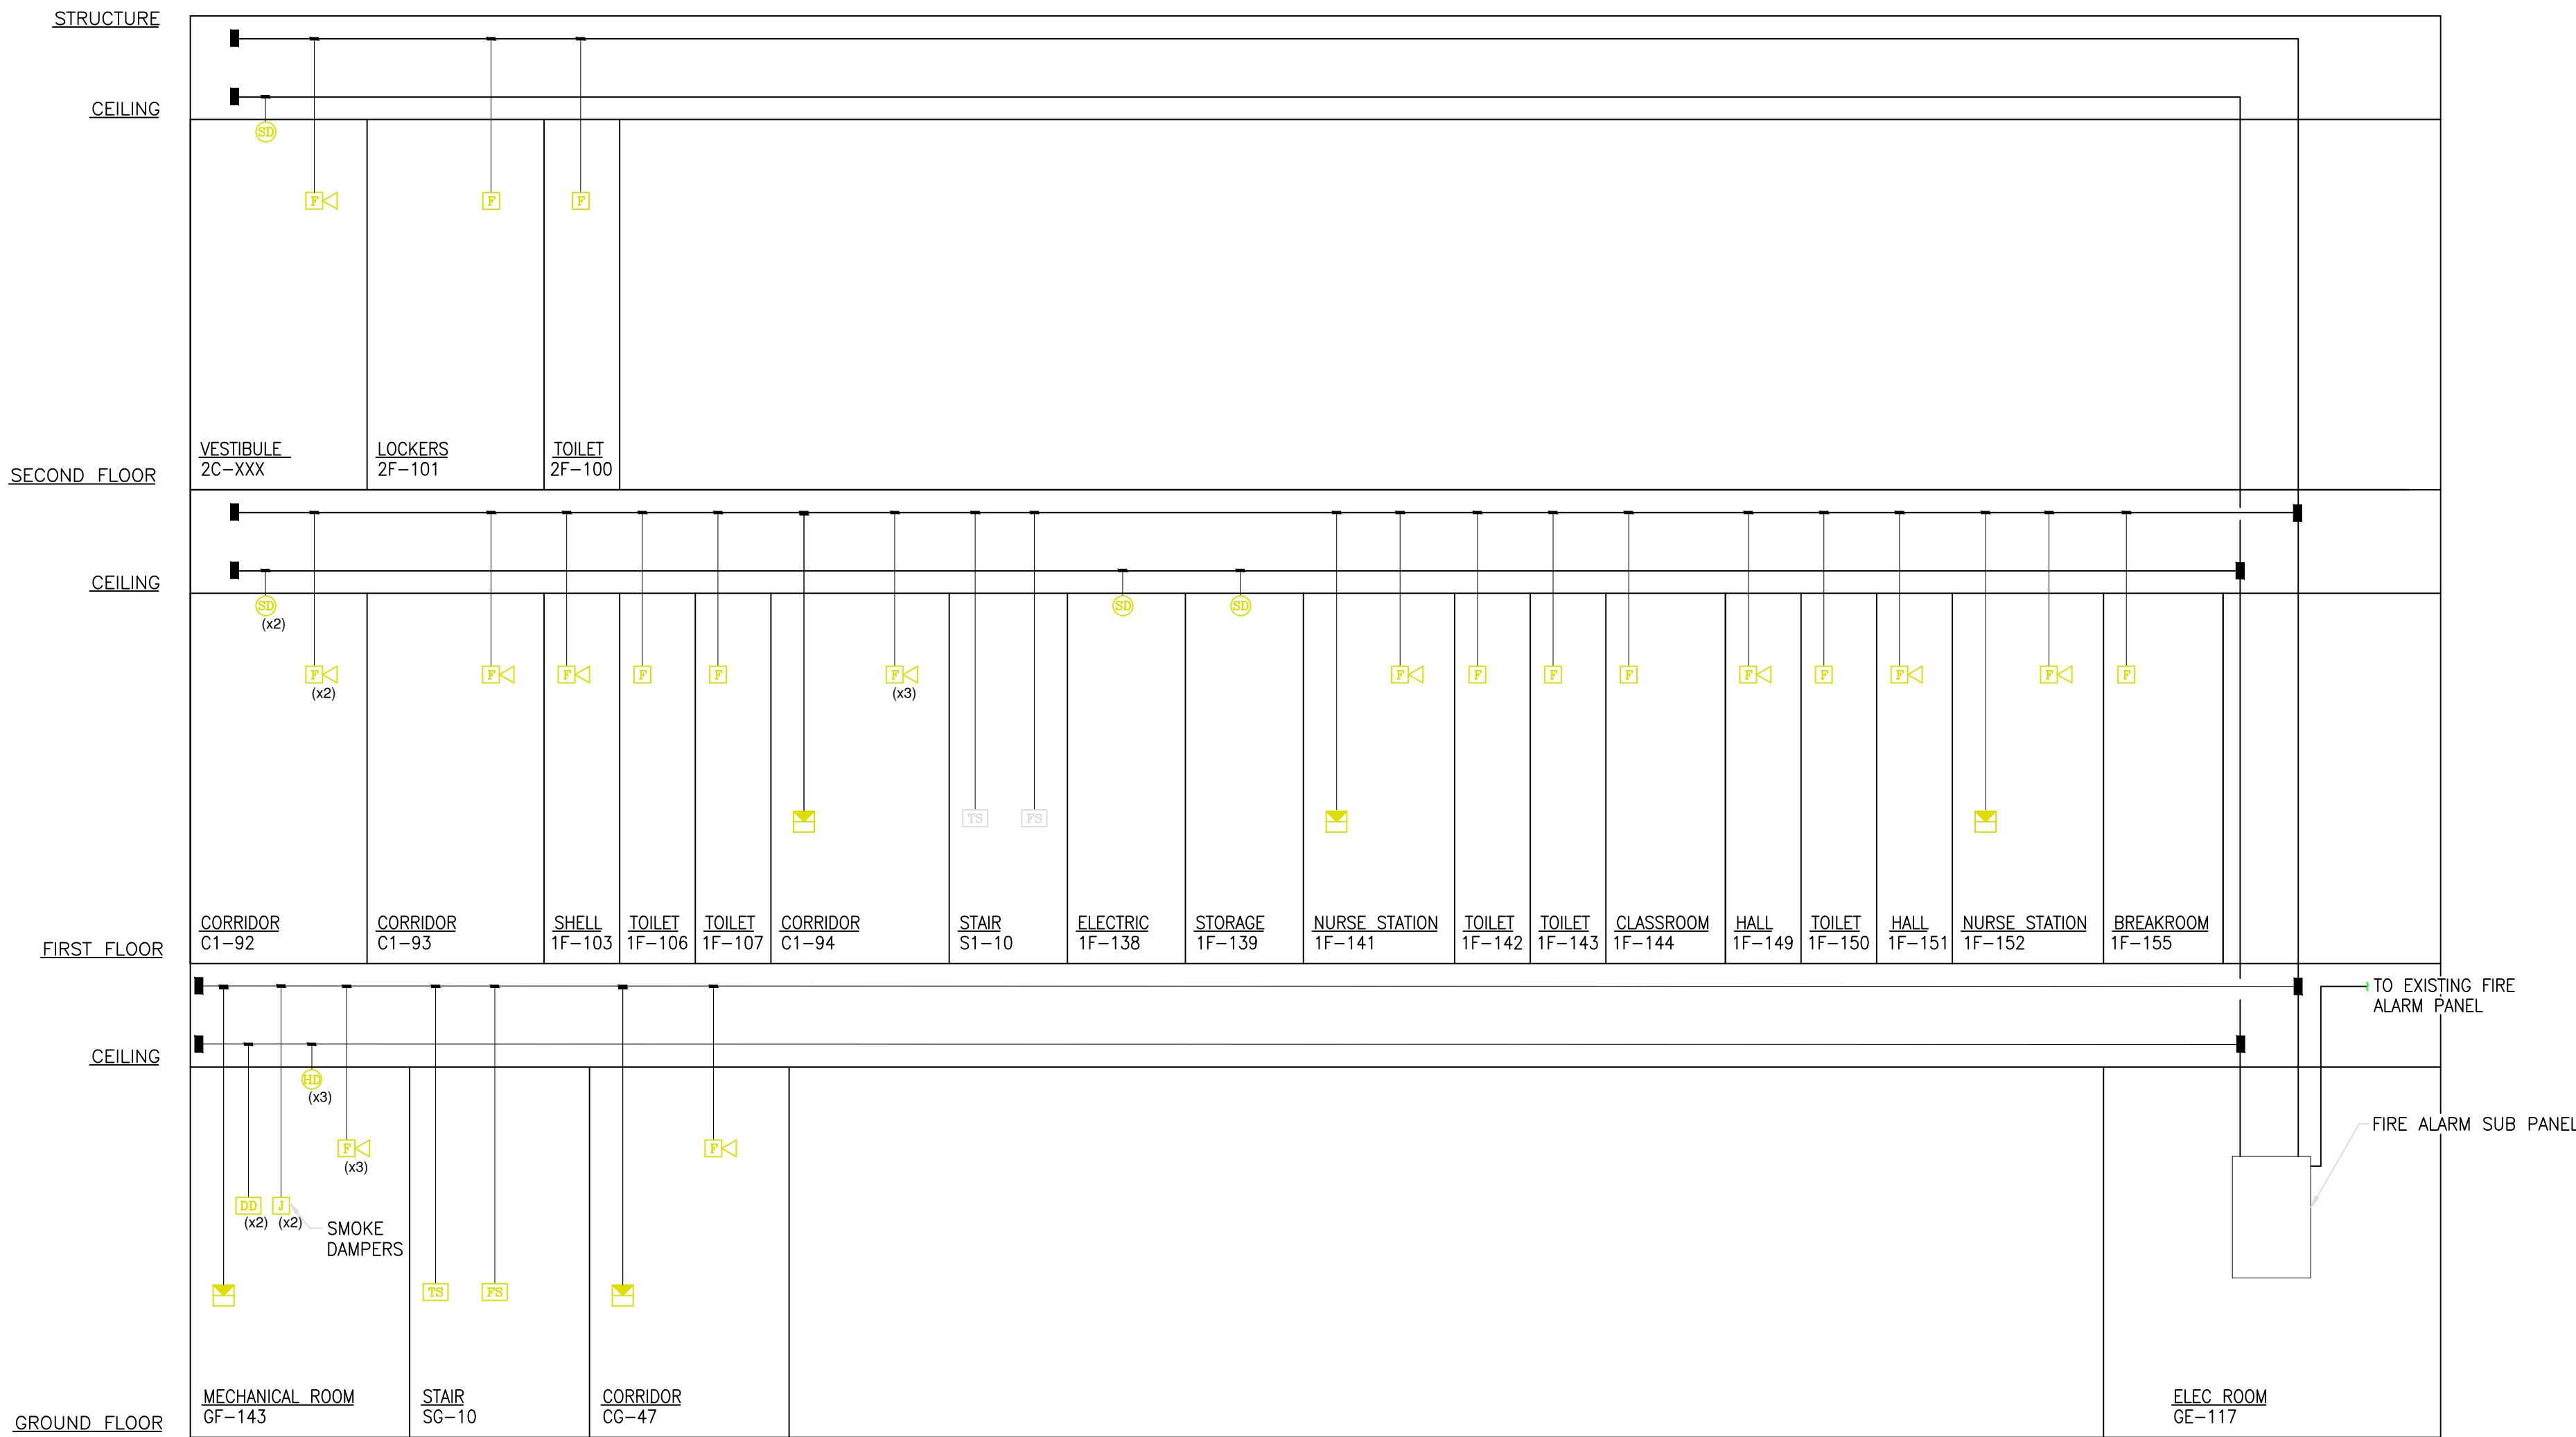 STRUCTURE
CEILING
SD
F
F
F
VESTIBULE
2C-XXX
LOCKERS
2F-101
TOILET
2F-100
SECOND FLOOR
CEILING
SD
(x2)
SD
SD
F
(x2)
F
F
F
F
F
(x3)
F
F
F
F
F
F
F
F
F
TS
FS
CORRIDOR
C1-92
CORRIDOR
C1-93
SHELL
1F-103
TOILET
1F-106
TOILET
1F-107
CORRIDOR
C1-94
STAIR
S1-10
ELECTRIC
1F-138
STORAGE
1F-139
NURSE STATION
1F-141
TOILET
1F-142
TOILET
1F-143
CLASSROOM
1F-144
HALL
1F-149
TOILET
1F-150
HALL
1F-151
NURSE STATION
1F-152
BREAKROOM
1F-155
FIRST FLOOR
TO EXISTING FIRE
ALARM PANEL
CEILING
HD
(x3)
F
(x3)
F
FIRE ALARM SUB PANEL
DD
(x2)
J
(x2)
SMOKE
DAMPERS
TS
FS
MECHANICAL ROOM
GF-143
STAIR
SG-10
CORRIDOR
CG-47
ELEC ROOM
GE-117
GROUND FLOOR